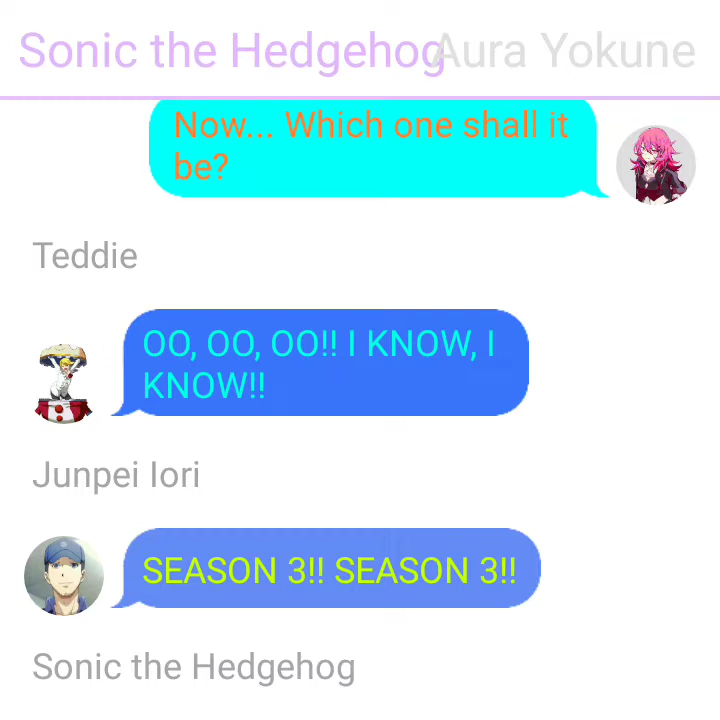 Sonic the Hedgehog Aura Yokune
Now... Which one shall it
be?
Teddie
OO, OO, OO!! I KNOW, I
KNOW!!
Junpei Iori
SEASON 3!! SEASON 3!!
Sonic the Hedgehog